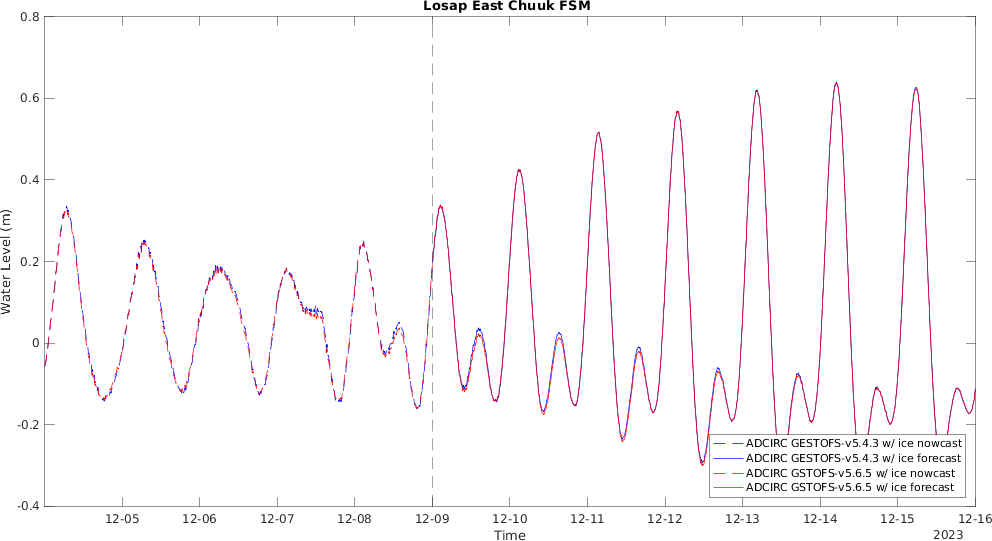 Losap East Chuuk FSM
0.8
0.6
0.4
0.2
0
-0.2
-0.4
Water Level (m)
ADCIRC GESTOFS-v5.4.3 w/ ice nowcast
ADCIRC GESTOFS-v5.4.3 w/ ice forecast
ADCIRC GSTOFS-v5.6.5 w/ ice nowcast
ADCIRC GSTOFS-v5.6.5 w/ ice forecast
12-05 12-06 12-07 12-08 12-09 12-10 12-11 12-12 12-13 12-14 12-15 12-16
Time
2023